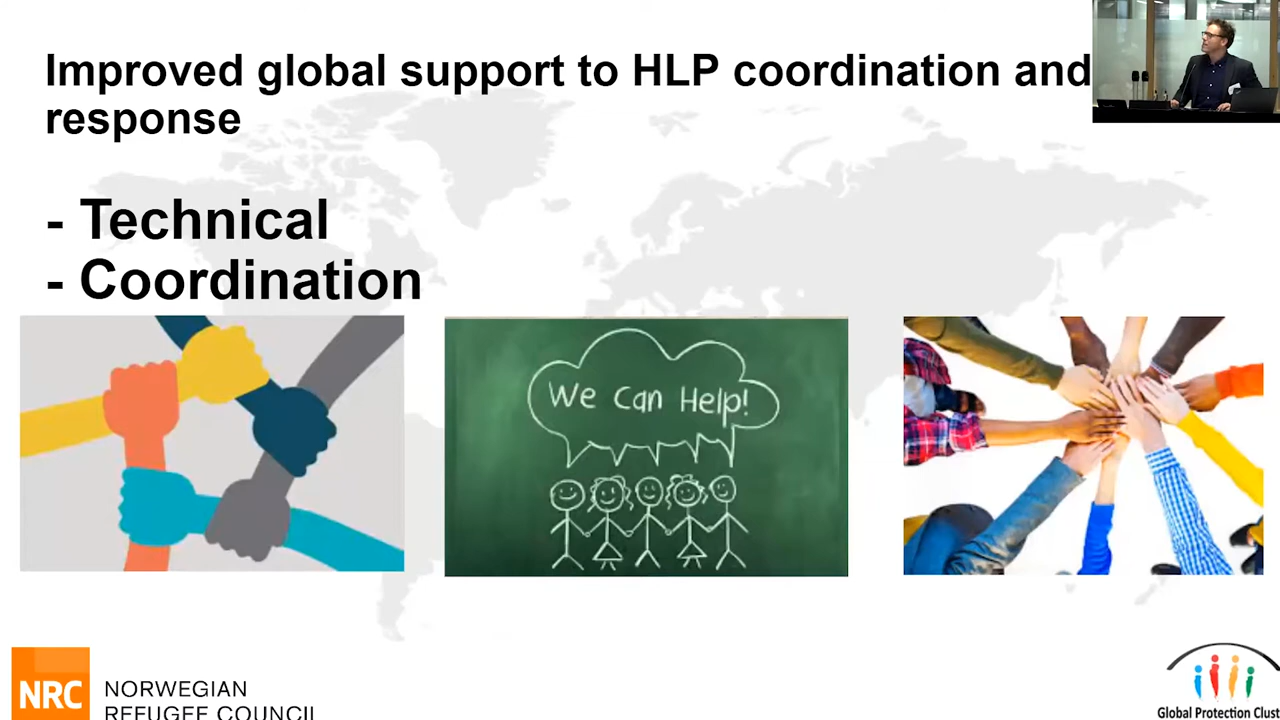 Improved global support to HLP coordination and
response
- Technical
- Coordination
We Can Help!
NRC
NORWEGIAN
REFUGEE COUNCIL
Global Protection Clust